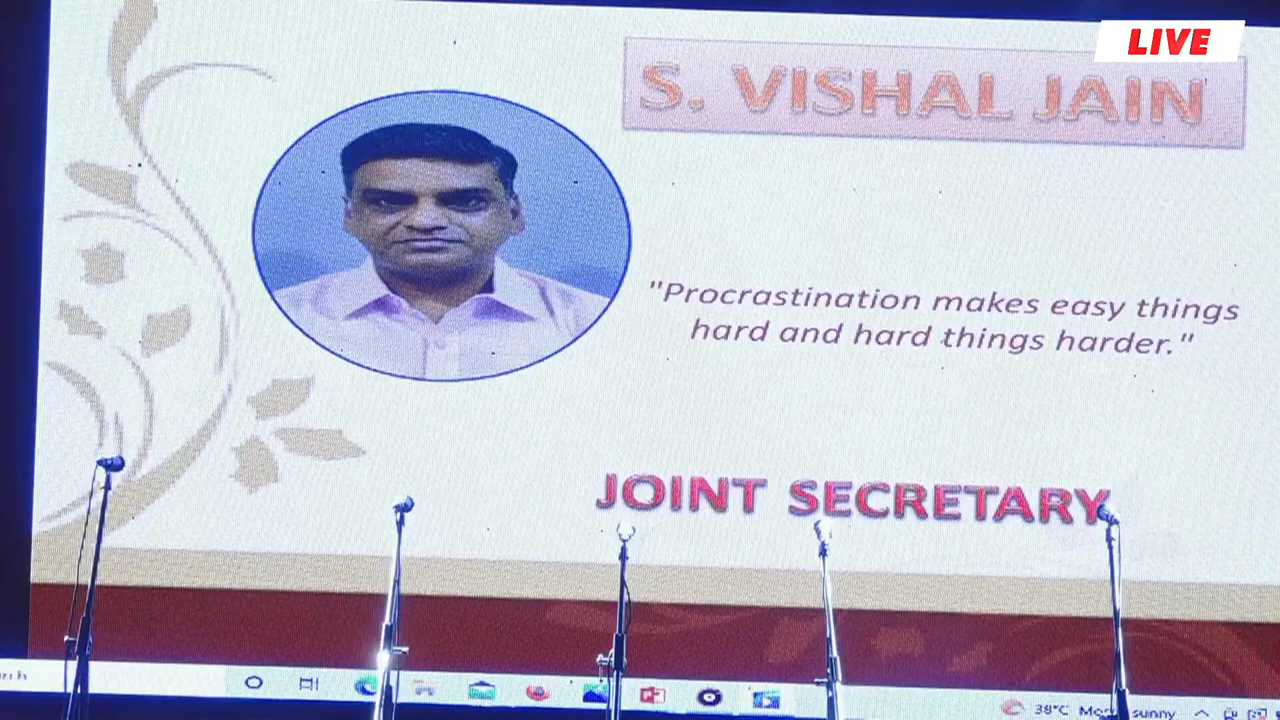 LIVE
S. VISHAL JAIN
"Procrastination makes easy things
hard and hard things harder."
JOINT SECRETARY
38°C sunny